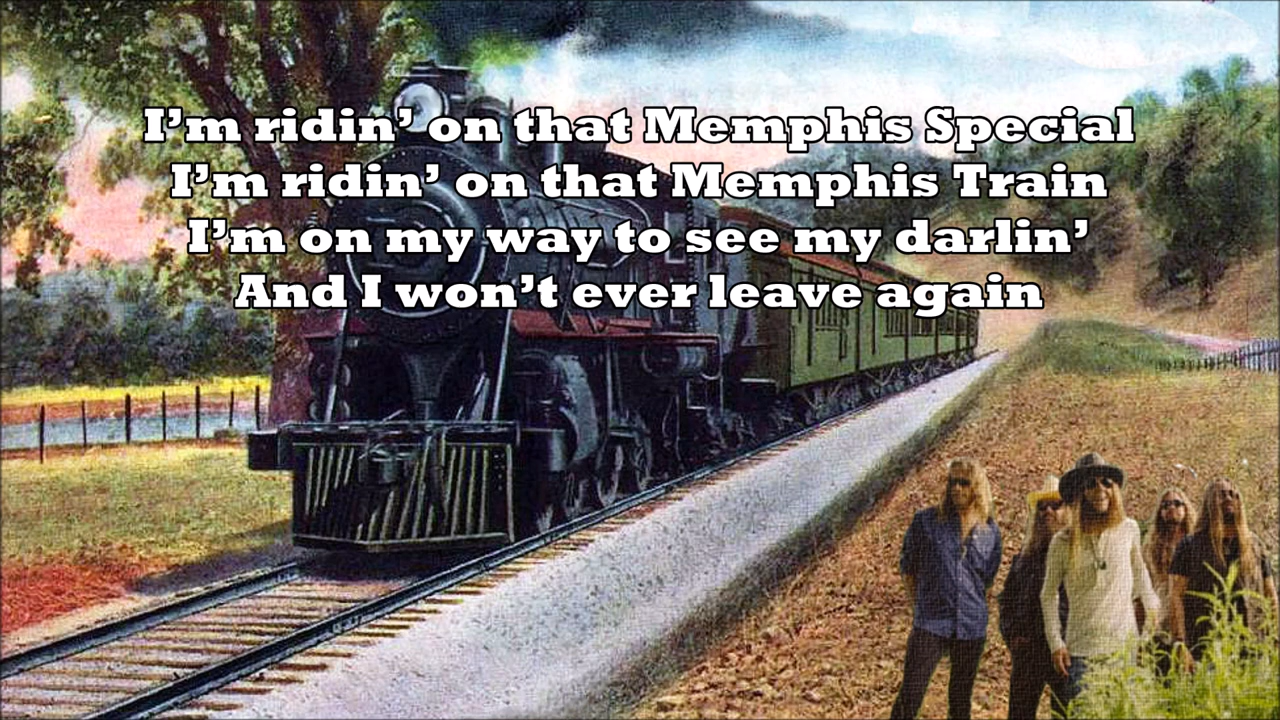 I’m ridin’ on that Memphis Special
I’m ridin’ on that Memphis Train
I’m on my way to see my darlin’
And I won’t ever leave again